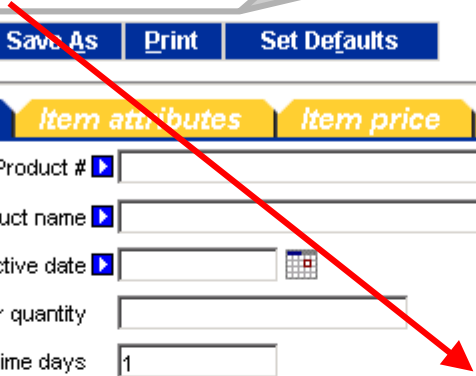 Save As Print Set Defaults
Item attributes Item price
Product #
uct name
ctive date
quantity
ime days 1